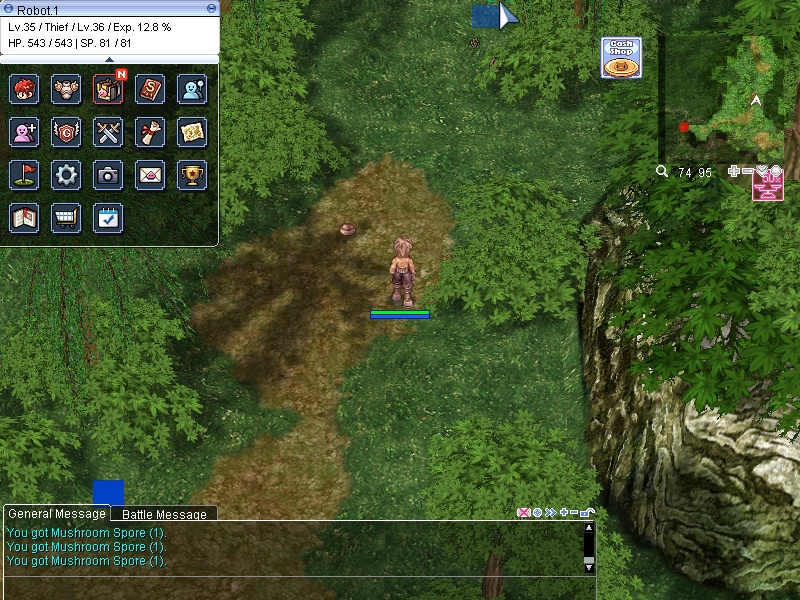 Robot.1
Lv.35 / Thief / Lv.36 / Exp. 12.8 %
HP. 543 / 543 | SP. 81 / 81
N
G
S
Cash
Shop
74 95
50%
General Message
Battle Message
You got Mushroom Spore (1).
You got Mushroom Spore (1).
You got Mushroom Spore (1).